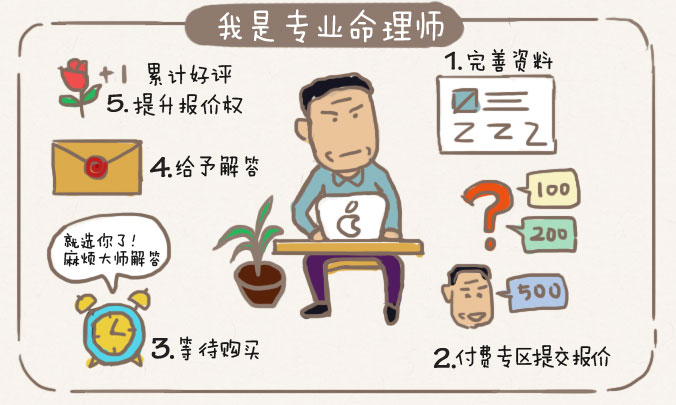 我是专业命理师
1.完善资料
100
200
500
2.付费专区提交报价
3.等待购买
就选你了!
麻烦大师解答
4.给予解答
+1 累计好评
5.提升报价权